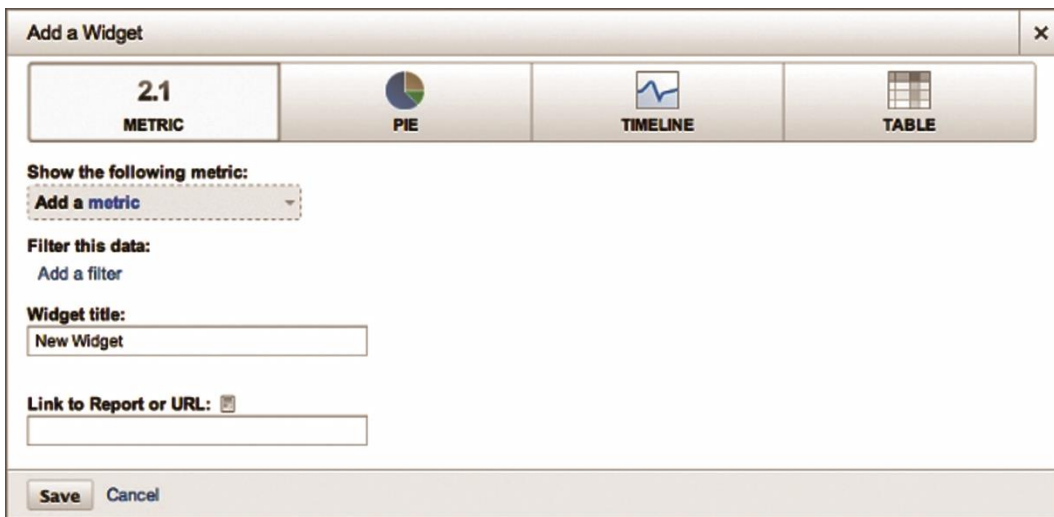 Add a Widget
2.1
METRIC
PIE
TIMELINE
TABLE
Show the following metric:
Add a metric
Filter this data:
Add a filter
Widget title:
New Widget
Link to Report or URL:
Save Cancel